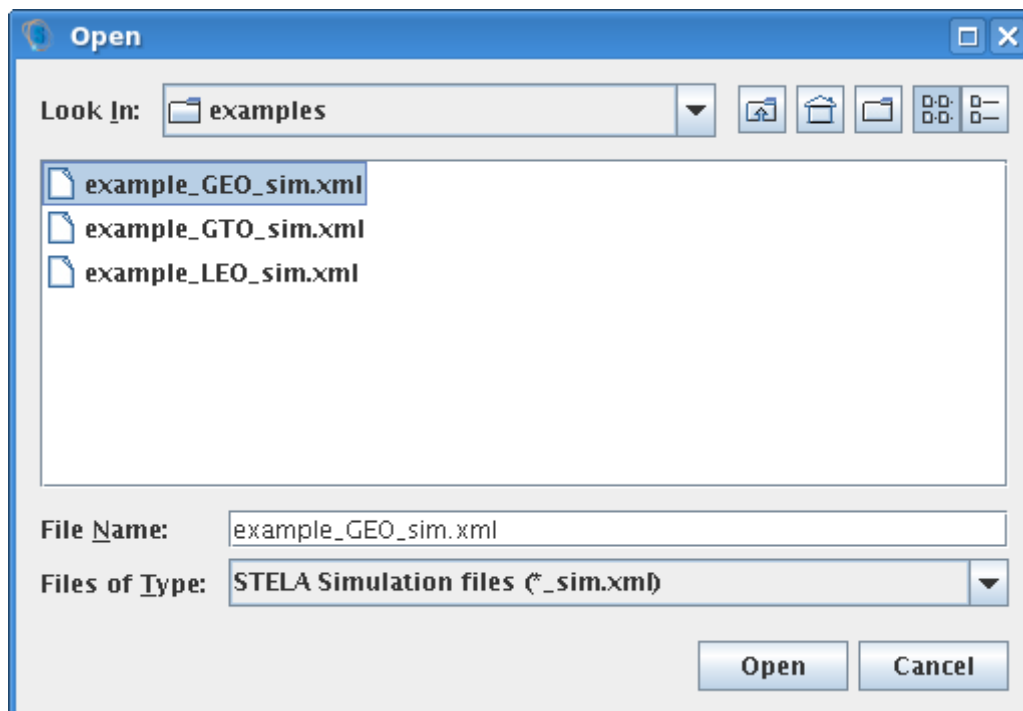 Open
Look In: examples
example_GEO_sim.xml
example_GTO_sim.xml
example_LEO_sim.xml
File Name: example_GEO_sim.xml
Files of Type: STELA Simulation files (*_sim.xml)
Open Cancel